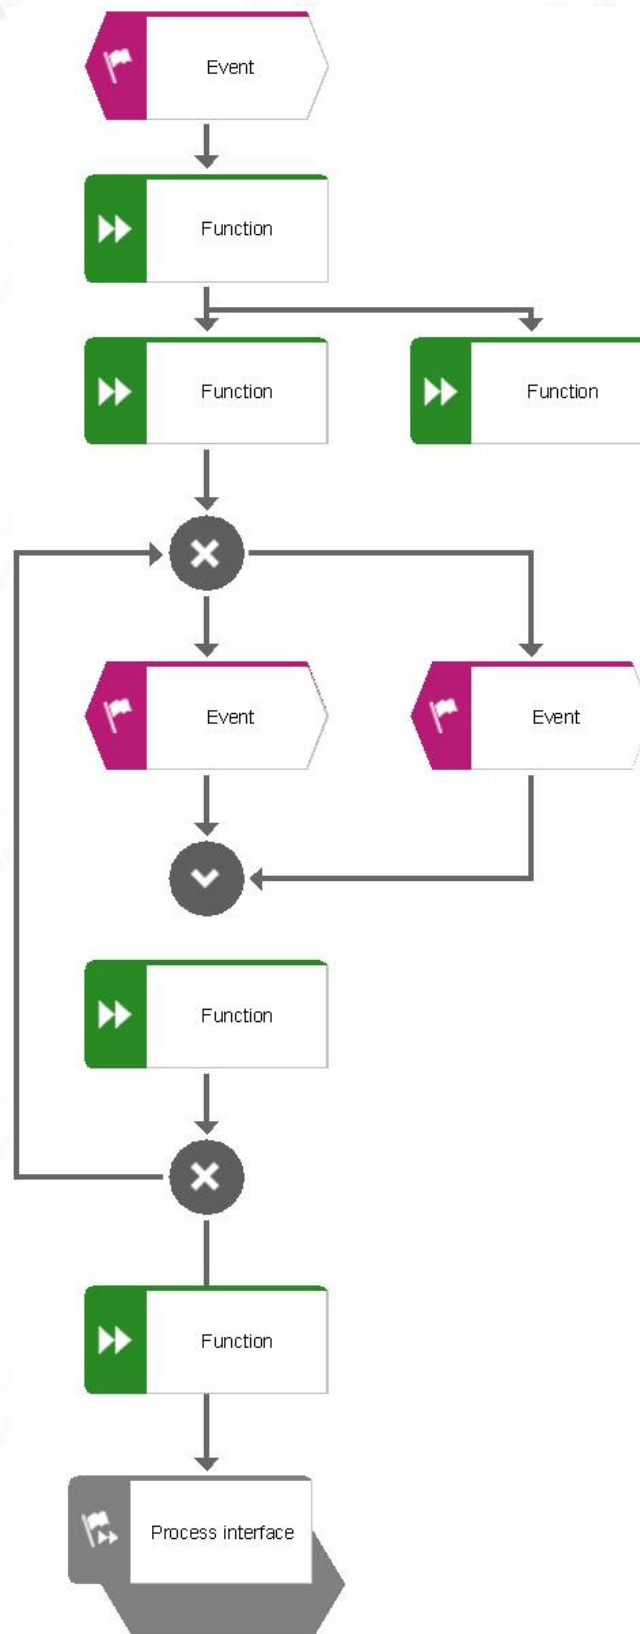 Event
Function
Function
Function
Event
Event
Function
Function
Process interface